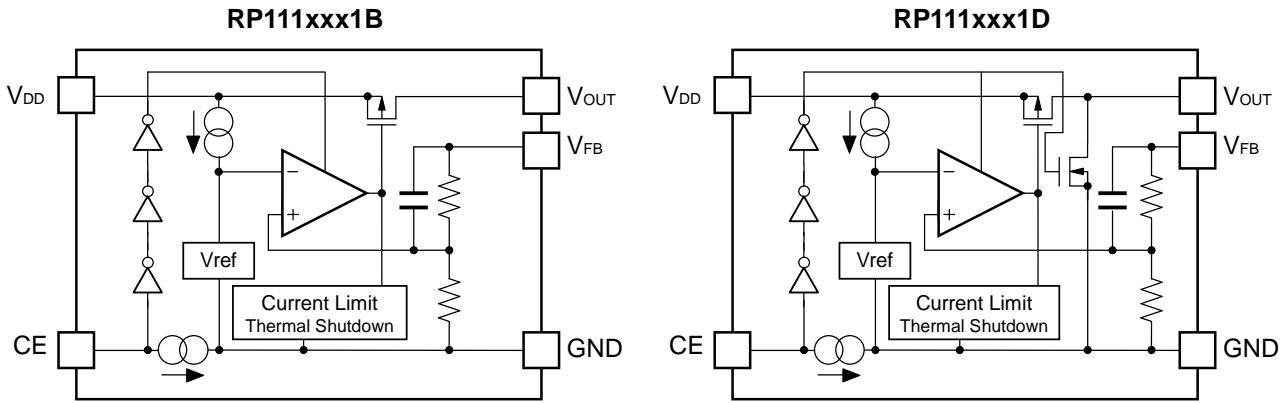 RP111xxx1B
VDD
VOUT
VFB
−
+
Vref
Current Limit
Thermal Shutdown
CE
GND
RP111xxx1D
VDD
VOUT
VFB
−
+
Vref
Current Limit
Thermal Shutdown
CE
GND